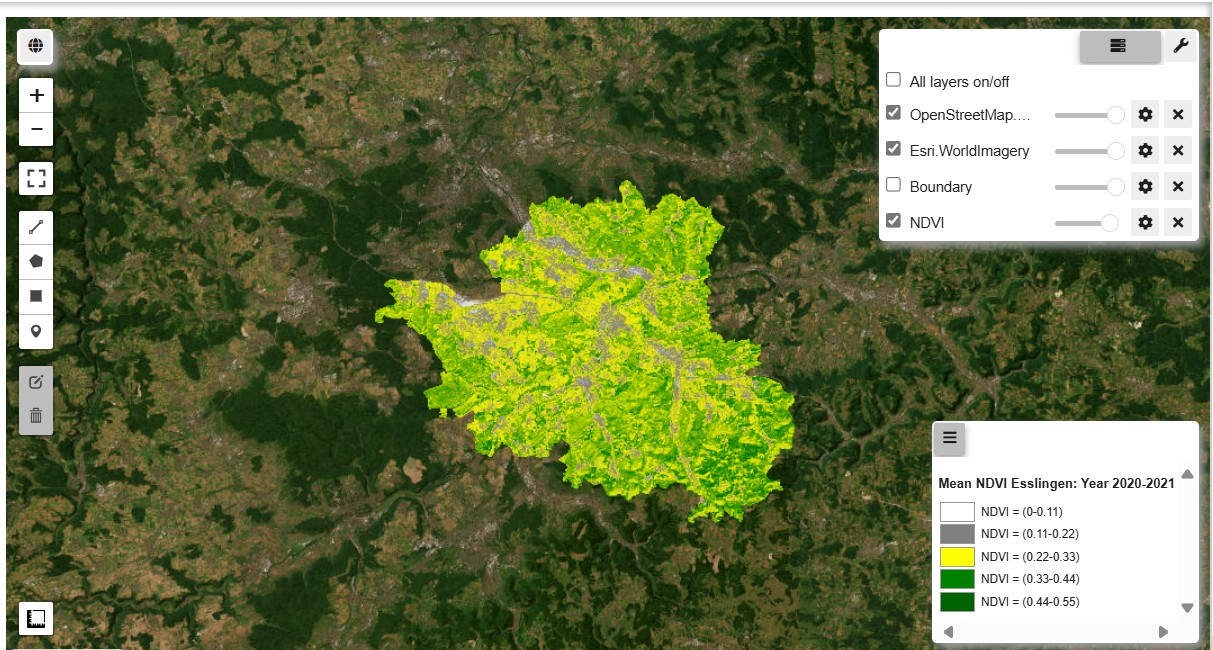 All layers on/off
OpenStreetMap....
Esri.WorldImagery
Boundary
NDVI
Mean NDVI Esslingen: Year 2020-2021
NDVI = (0-0.11)
NDVI = (0.11-0.22)
NDVI = (0.22-0.33)
NDVI = (0.33-0.44)
NDVI = (0.44-0.55)